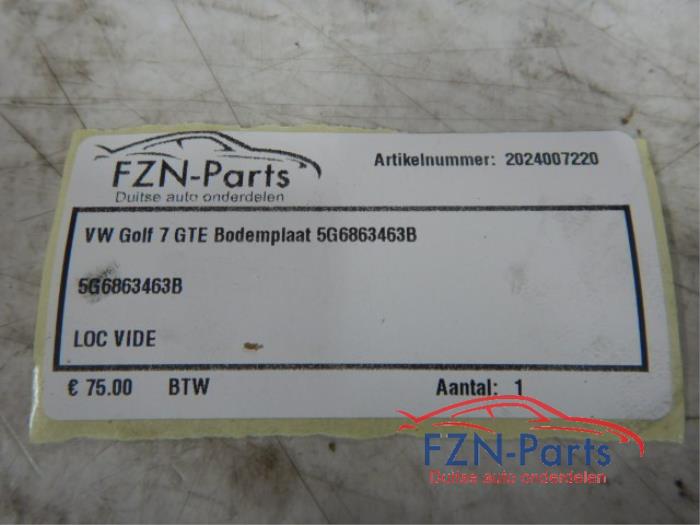 FZN-Parts
Duitse auto onderdelen
Artikelnummer: 2024007220
VW Golf 7 GTE Bodemplaat 5G6863463B
5G6863463B
LOC VIDE
€ 75.00 BTW Aantal: 1
FZN-Parts
Duitse auto onderdelen